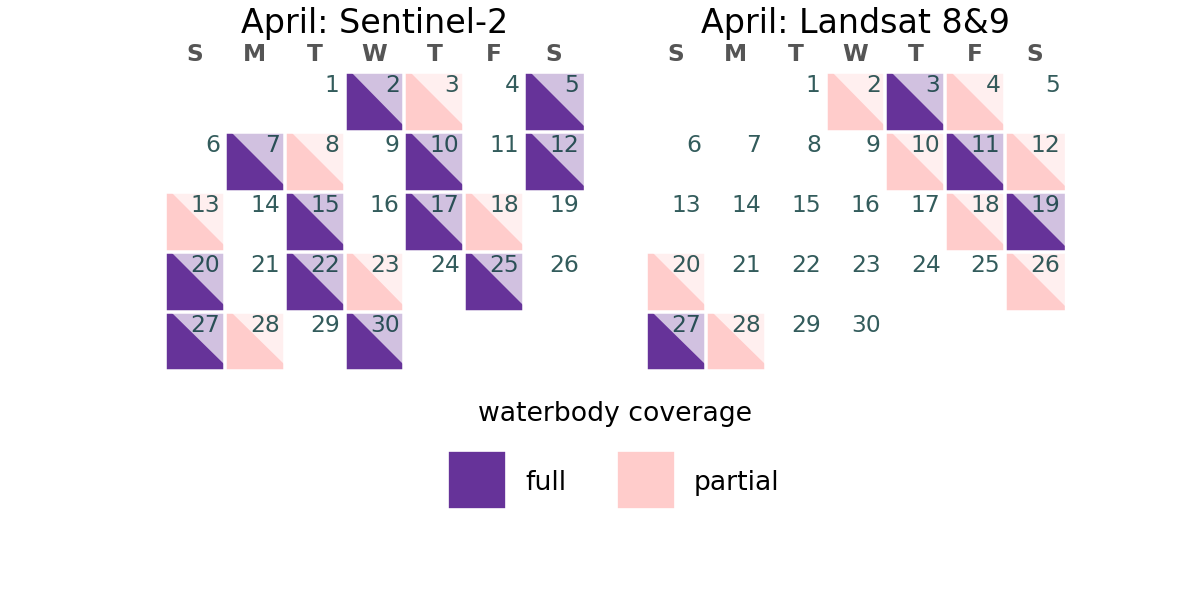 April: Sentinel-2
S M T W T F S
1 2 3 4 5
6 7 8 9 10 11 12
13 14 15 16 17 18 19
20 21 22 23 24 25 26
27 28 29 30
April: Landsat 8&9
S M T W T F S
1 2 3 4 5
6 7 8 9 10 11 12
13 14 15 16 17 18 19
20 21 22 23 24 25 26
27 28 29 30
waterbody coverage
full
partial